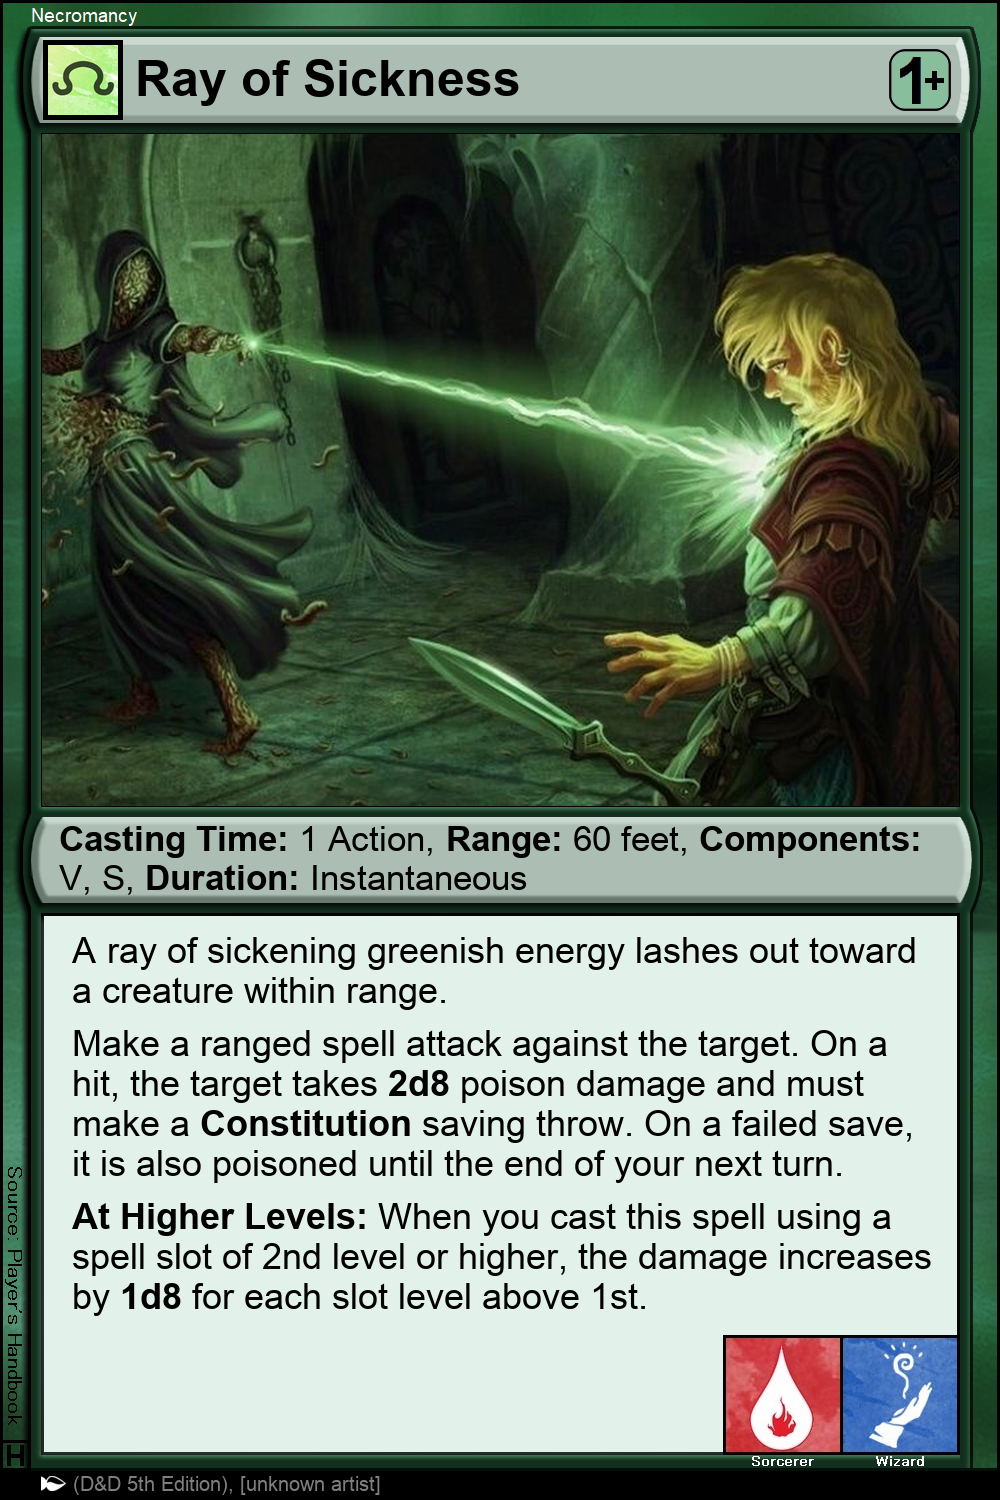 Necromancy
Ray of Sickness
1+
Casting Time: 1 Action, Range: 60 feet, Components:
V, S, Duration: Instantaneous
A ray of sickening greenish energy lashes out toward
a creature within range.
Make a ranged spell attack against the target. On a
hit, the target takes 2d8 poison damage and must
make a Constitution saving throw. On a failed save,
it is also poisoned until the end of your next turn.
At Higher Levels: When you cast this spell using a
spell slot of 2nd level or higher, the damage increases
by 1d8 for each slot level above 1st.
Source: Player's Handbook
H
Sorcerer
Wizard
(D&D 5th Edition), [unknown artist]